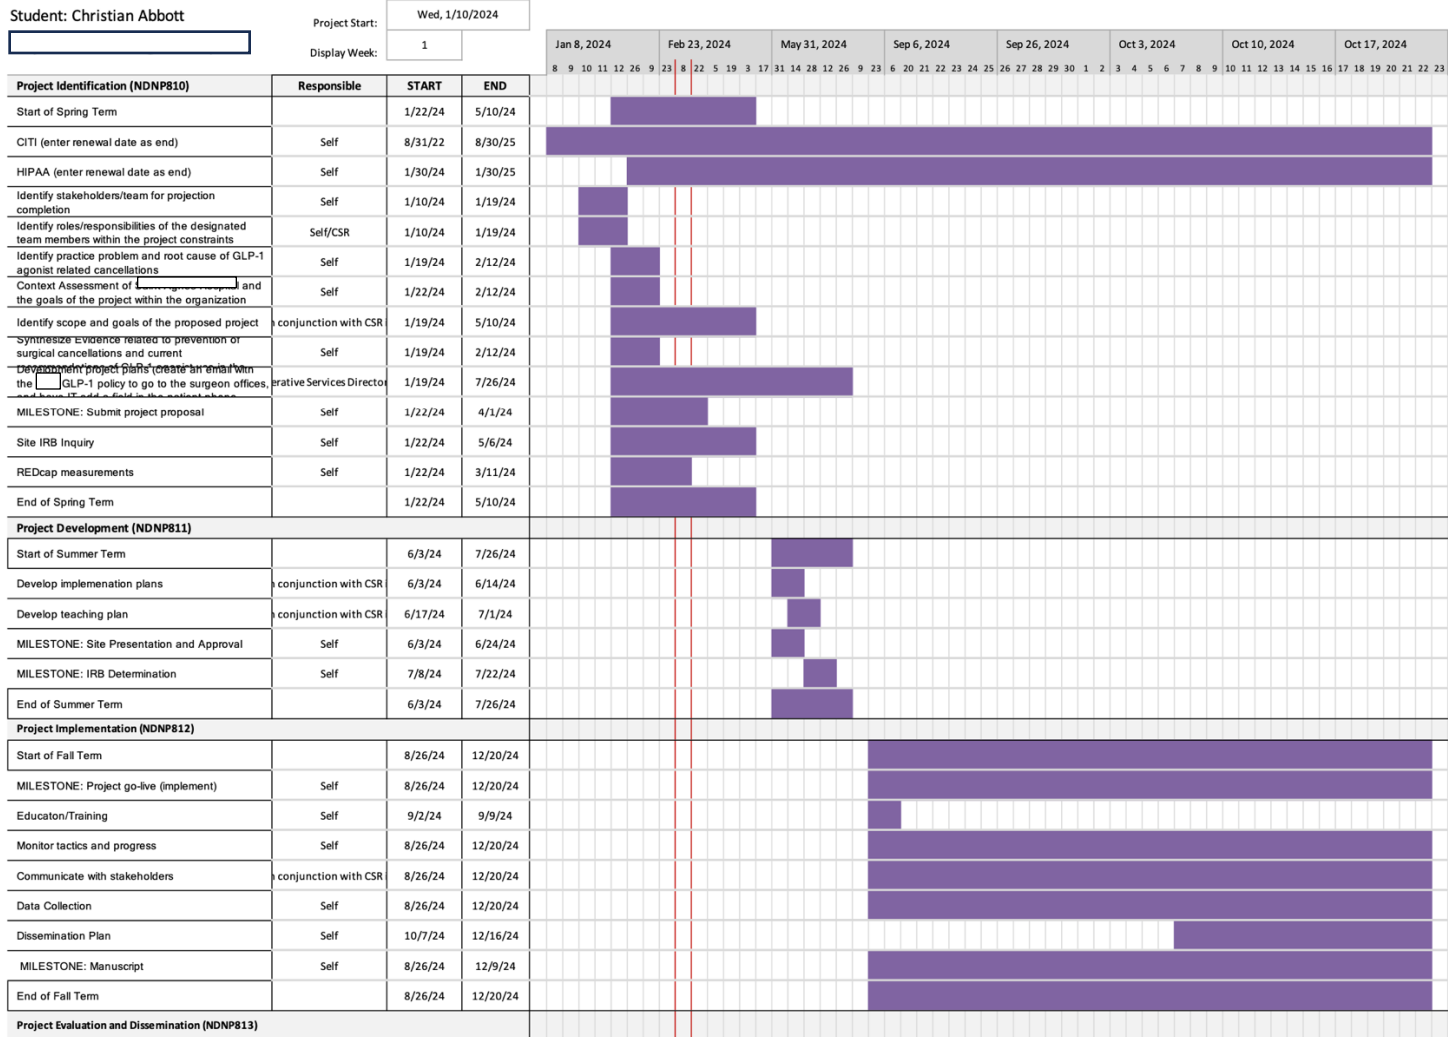 Student: Christian Abbott
Project Start:
Wed, 1/10/2024
Display Week:
1
Jan 8, 2024 Feb 23, 2024 May 31, 2024 Sep 6, 2024 Sep 26, 2024 Oct 3, 2024 Oct 10, 2024 Oct 17, 2024
8 9 10 11 12 26 9 23 8 22 5 19 3 17 31 14 28 12 26 9 23 6 20 21 22 23 24 25 26 27 28 29 30 1 2 3 4 5 6 7 8 9 10 11 12 13 14 15 16 17 18 19 20 21 22 23
Project Identification (NDNP810) Responsible START END
Start of Spring Term 1/22/24 5/10/24
CITI (enter renewal date as end) Self 8/31/22 8/30/25
HIPAA (enter renewal date as end) Self 1/30/24 1/30/25
Identify stakeholders/team for projection
completion Self 1/10/24 1/19/24
Identify roles/responsibilities of the designated
team members within the project constraints Self/CSR 1/10/24 1/19/24
Identify practice problem and root cause of GLP-1
agonist related cancellations Self 1/19/24 2/12/24
Context Assessment of and
the goals of the project within the organization Self 1/22/24 2/12/24
Identify scope and goals of the proposed project conjunction with CSR 1/19/24 5/10/24
Synthesize Evidence related to prevention of
surgical cancellations and current Self 1/19/24 2/12/24
Development project plans (create an email with
the GLP-1 policy to go to the surgeon offices, erative Services Director 1/19/24 7/26/24
MILESTONE: Submit project proposal Self 1/22/24 4/1/24
Site IRB Inquiry Self 1/22/24 5/6/24
REDcap measurements Self 1/22/24 3/11/24
End of Spring Term 1/22/24 5/10/24
Project Development (NDNP811)
Start of Summer Term 6/3/24 7/26/24
Develop implemenation plans conjunction with CSR 6/3/24 6/14/24
Develop teaching plan conjunction with CSR 6/17/24 7/1/24
MILESTONE: Site Presentation and Approval Self 6/3/24 6/24/24
MILESTONE: IRB Determination Self 7/8/24 7/22/24
End of Summer Term 6/3/24 7/26/24
Project Implementation (NDNP812)
Start of Fall Term 8/26/24 12/20/24
MILESTONE: Project go-live (implement) Self 8/26/24 12/20/24
Educaton/Training Self 9/2/24 9/9/24
Monitor tactics and progress Self 8/26/24 12/20/24
Communicate with stakeholders conjunction with CSR 8/26/24 12/20/24
Data Collection Self 8/26/24 12/20/24
Dissemination Plan Self 10/7/24 12/16/24
MILESTONE: Manuscript Self 8/26/24 12/9/24
End of Fall Term 8/26/24 12/20/24
Project Evaluation and Dissemination (NDNP813)